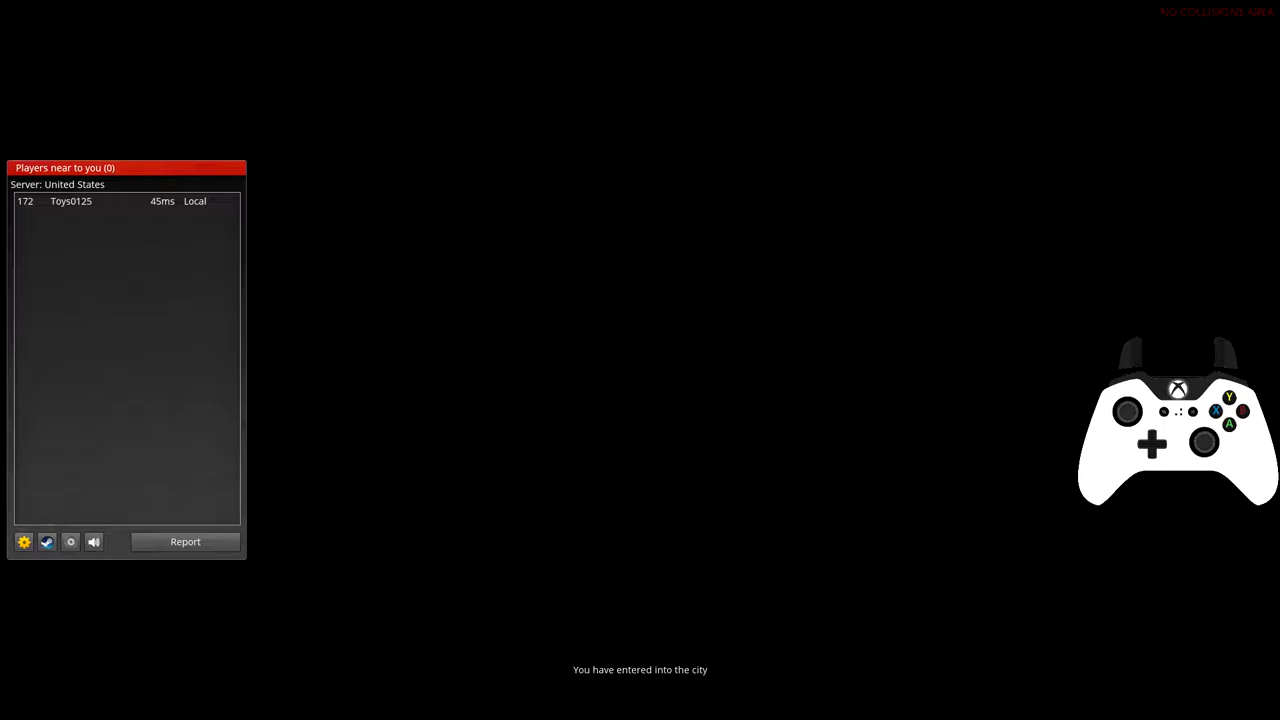 NO COLLISIONS AREA
Players near to you (0)
Server: United States
172 Toys0125 45ms Local
Report
You have entered into the city
Y
X B
A